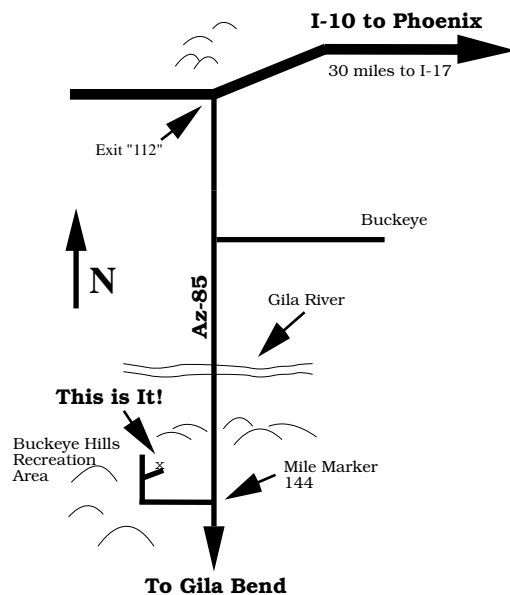 I-10 to Phoenix
30 miles to I-17
Exit "112"
Buckeye
N
Az-85
Gila River
This is It!
Buckeye Hills
Recreation
Area
x
Mile Marker
144
To Gila Bend